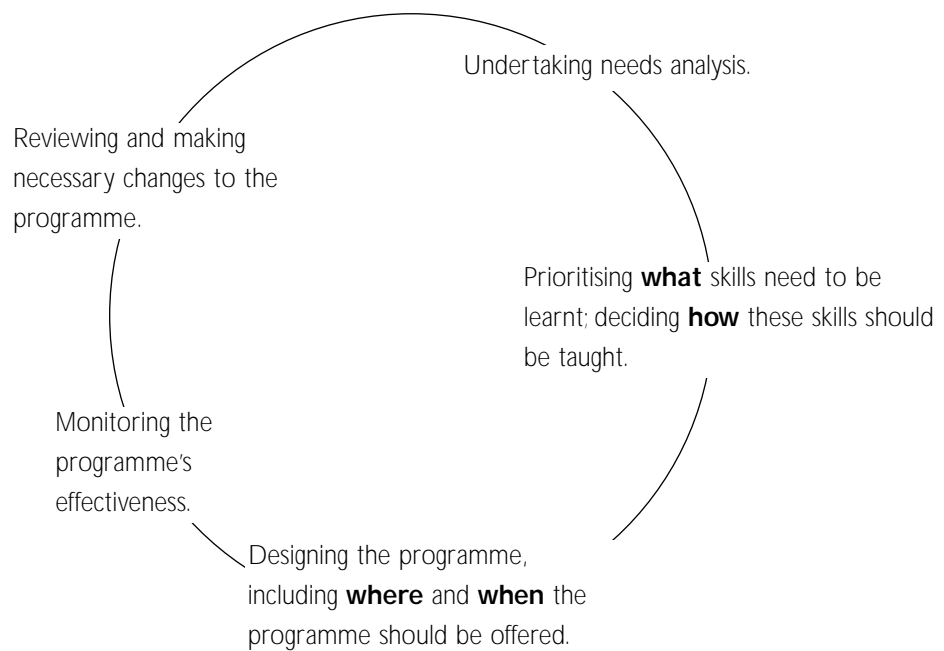 Undertaking needs analysis.
Prioritising what skills need to be
learnt; deciding how these skills should
be taught.
Designing the programme,
including where and when the
programme should be offered.
Monitoring the
programme's
effectiveness.
Reviewing and making
necessary changes to the
programme.